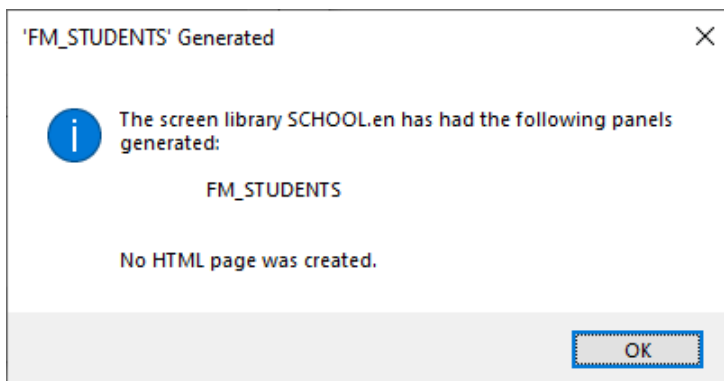 'FM_STUDENTS' Generated
The screen library SCHOOL.en has had the following panels
generated:
FM_STUDENTS
No HTML page was created.
OK